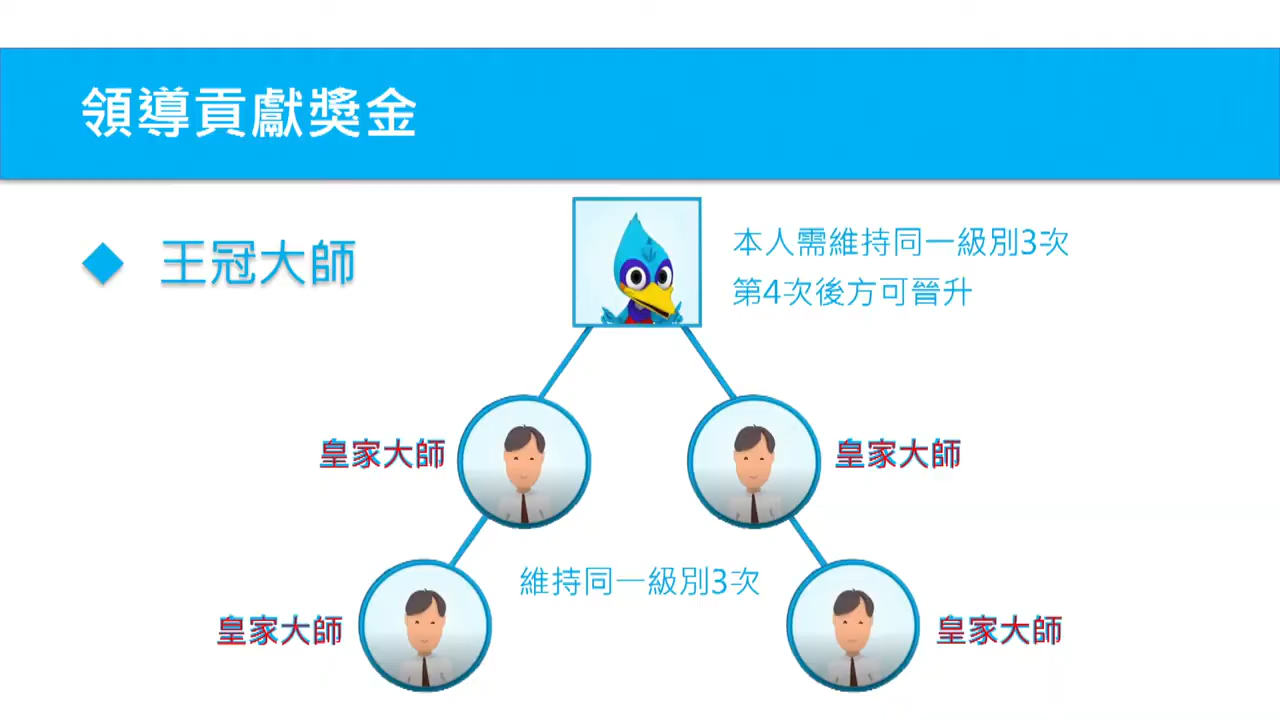 領導貢獻獎金
王冠大師
本人需維持同一級別3次
第4次後方可晉升
皇家大師
皇家大師
維持同一級別3次
皇家大師
皇家大師